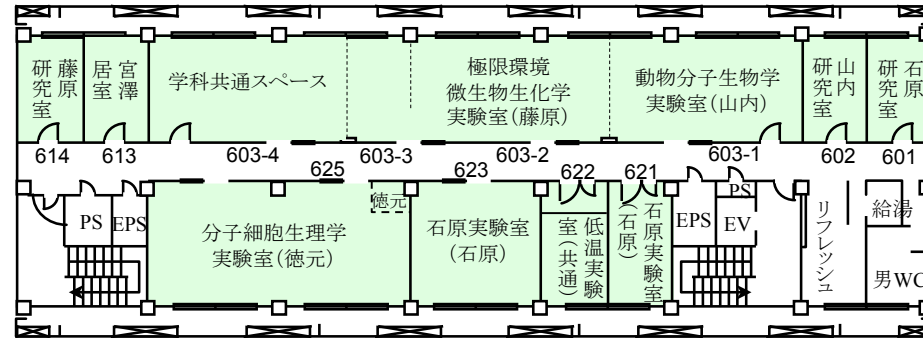 藤原
研究室
宮澤
居室
学科共通スペース
極限環境
微生物生化学
実験室(藤原)
動物分子生物学
実験室(山内)
山内
研究室
石原
研究室
614
613
603-4
603-3
603-2
603-1
602
601
625
623
622
621
PS
EPS
分子細胞生理学
実験室(徳元)
徳元
石原実験室
(石原)
低温実験
室(共通)
石原実験室
(石原)
EPS
PS
EV
リフレッシュ
給湯
男WC